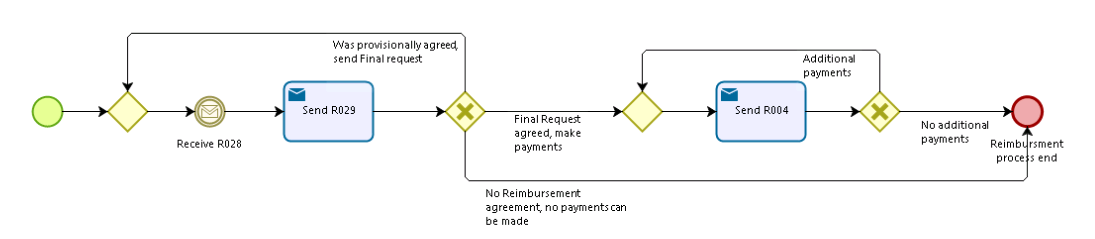 Was provisionally agreed,
send Final request
Additional
payments
Send R029
Send R004
Receive R028
Final Request
agreed, make
payments
No additional
payments
Reimbursment
process end
No Reimbursement
agreement, no payments can
be made